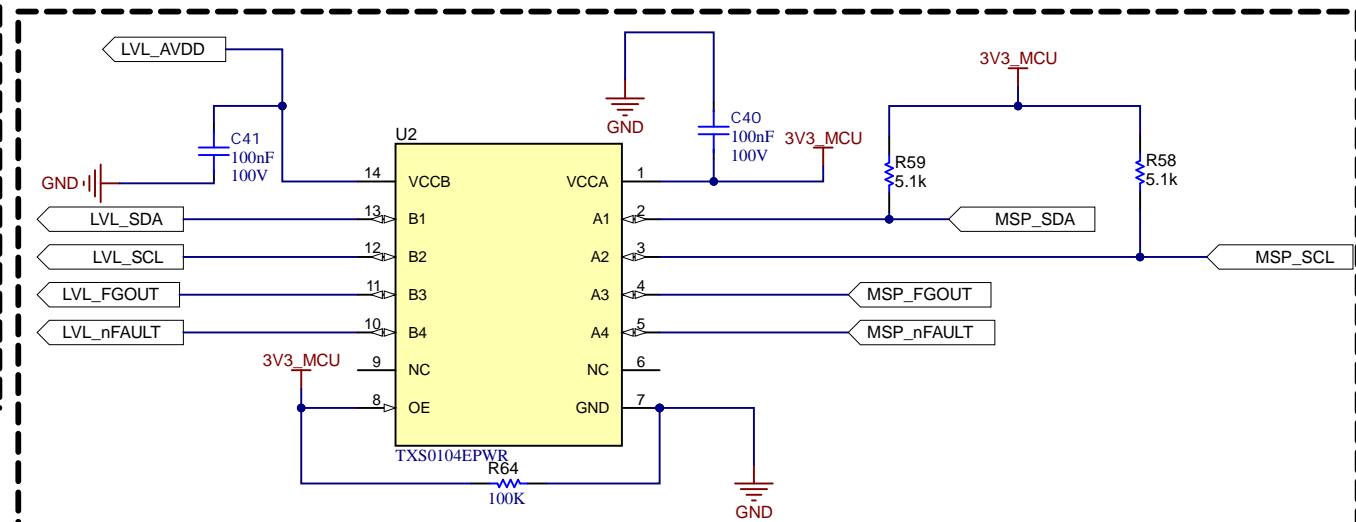 LVL_AVDD
3V3_MCU
C41
100nF
100V
GND
U2
GND
C40
100nF
100V
3V3_MCU
R59
5.1k
R58
5.1k
GND
14
VCCB
VCCA
1
LVL_SDA
13
B1
A1
2
MSP_SDA
LVL_SCL
12
B2
A2
3
MSP_SCL
LVL_FGOUT
11
B3
A3
4
MSP_FGOUT
LVL_nFAULT
10
B4
A4
5
MSP_nFAULT
3V3_MCU
9
NC
NC
6
8
OE
GND
7
TXS0104EPWR
R64
100K